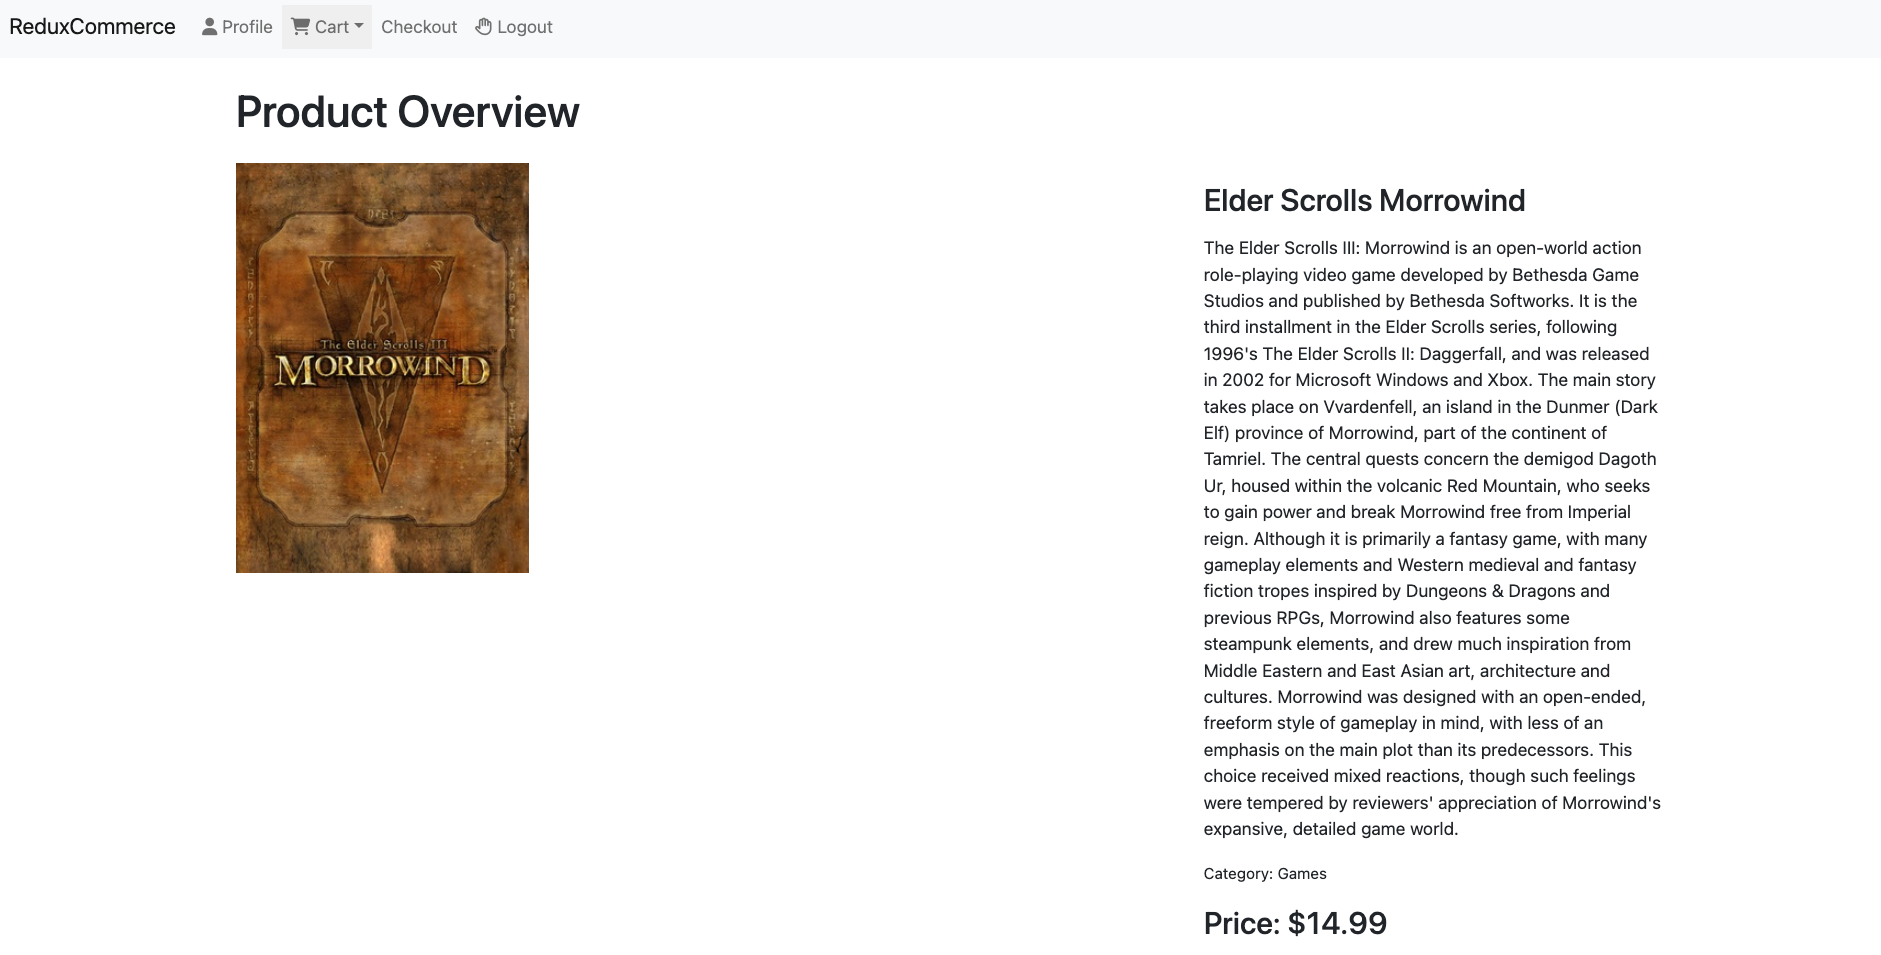 ReduxCommerce Profile Cart Checkout Logout
Product Overview
The Elder Scrolls III
MORROWIND
Elder Scrolls Morrowind
The Elder Scrolls III: Morrowind is an open-world action
role-playing video game developed by Bethesda Game
Studios and published by Bethesda Softworks. It is the
third installment in the Elder Scrolls series, following
1996's The Elder Scrolls II: Daggerfall, and was released
in 2002 for Microsoft Windows and Xbox. The main story
takes place on Vvardenfell, an island in the Dunmer (Dark
Elf) province of Morrowind, part of the continent of
Tamriel. The central quests concern the demigod Dagoth
Ur, housed within the volcanic Red Mountain, who seeks
to gain power and break Morrowind free from Imperial
reign. Although it is primarily a fantasy game, with many
gameplay elements and Western medieval and fantasy
fiction tropes inspired by Dungeons & Dragons and
previous RPGs, Morrowind also features some
steampunk elements, and drew much inspiration from
Middle Eastern and East Asian art, architecture and
cultures. Morrowind was designed with an open-ended,
freeform style of gameplay in mind, with less of an
emphasis on the main plot than its predecessors. This
choice received mixed reactions, though such feelings
were tempered by reviewers' appreciation of Morrowind's
expansive, detailed game world.
Category: Games
Price: $14.99